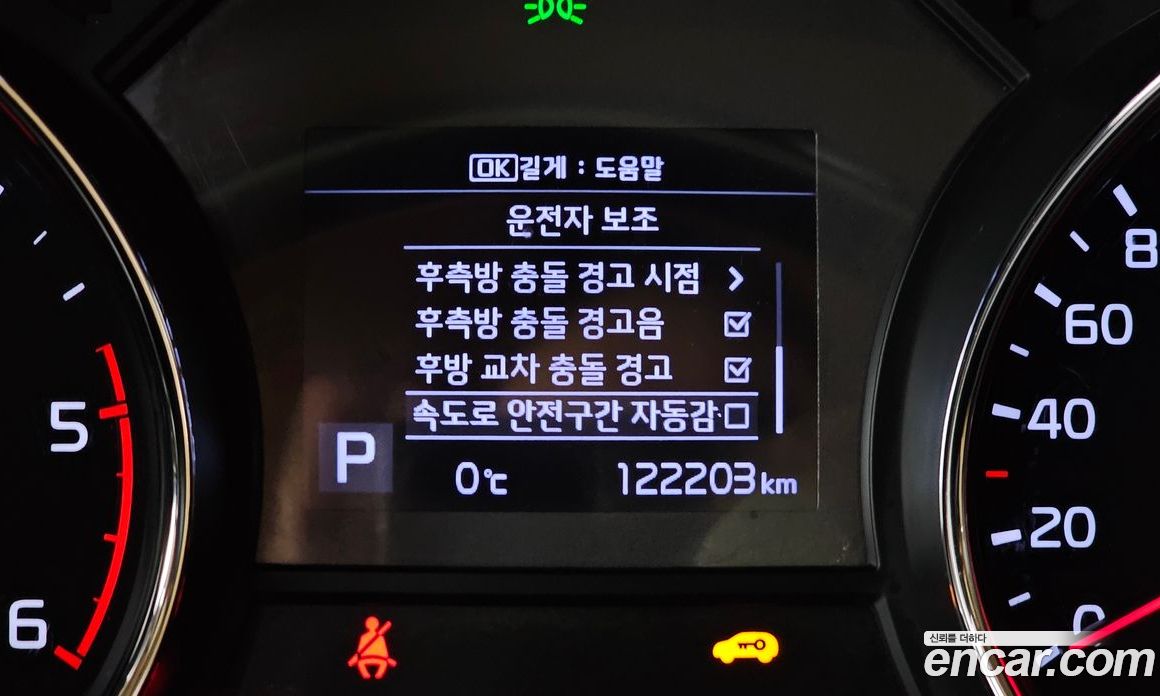 OK길게 : 도움말
운전자 보조
후측방 충돌 경고 시점
후측방 충돌 경고음
후방 교차 충돌 경고
속도로 안전구간 자동감
P
0℃ 122203km
5
6
8
60
40
20
0
신뢰를 더하다
encar.com